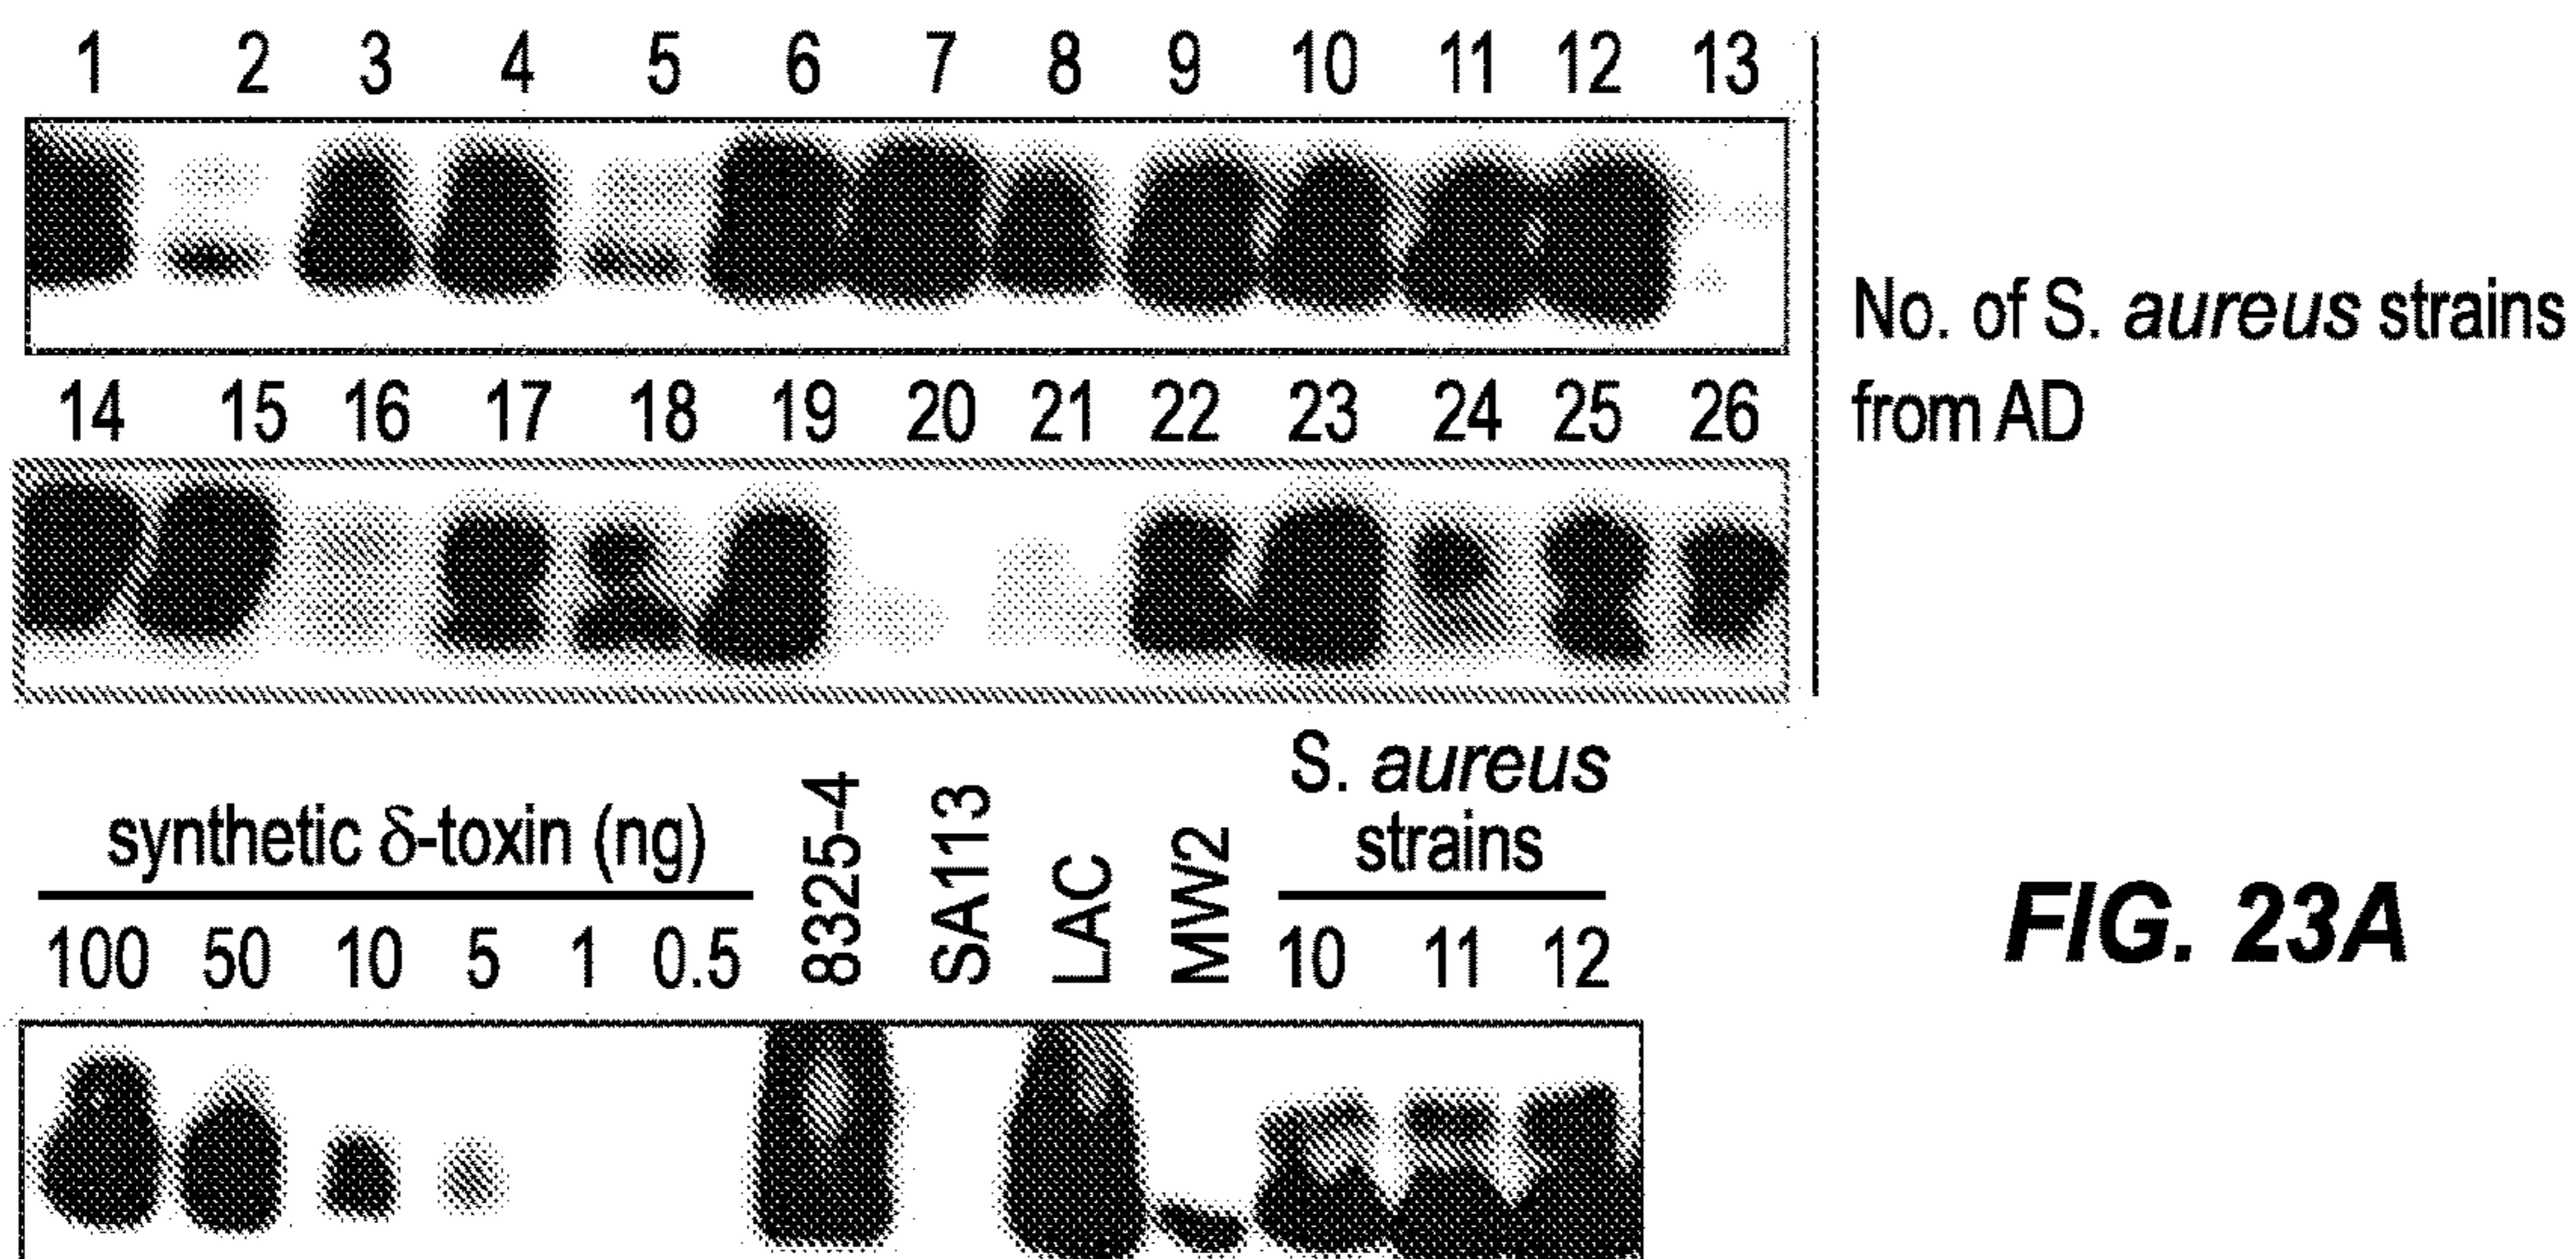 1 2 3 4 5 6 7 8 9 10 11 12 13
No. of S. aureus strains
from AD
14 15 16 17 18 19 20 21 22 23 24 25 26
S. aureus
strains
synthetic δ-toxin (ng)
100 50 10 5 1 0.5 8325-4 SA113 LAC MW2 10 11 12
FIG. 23A